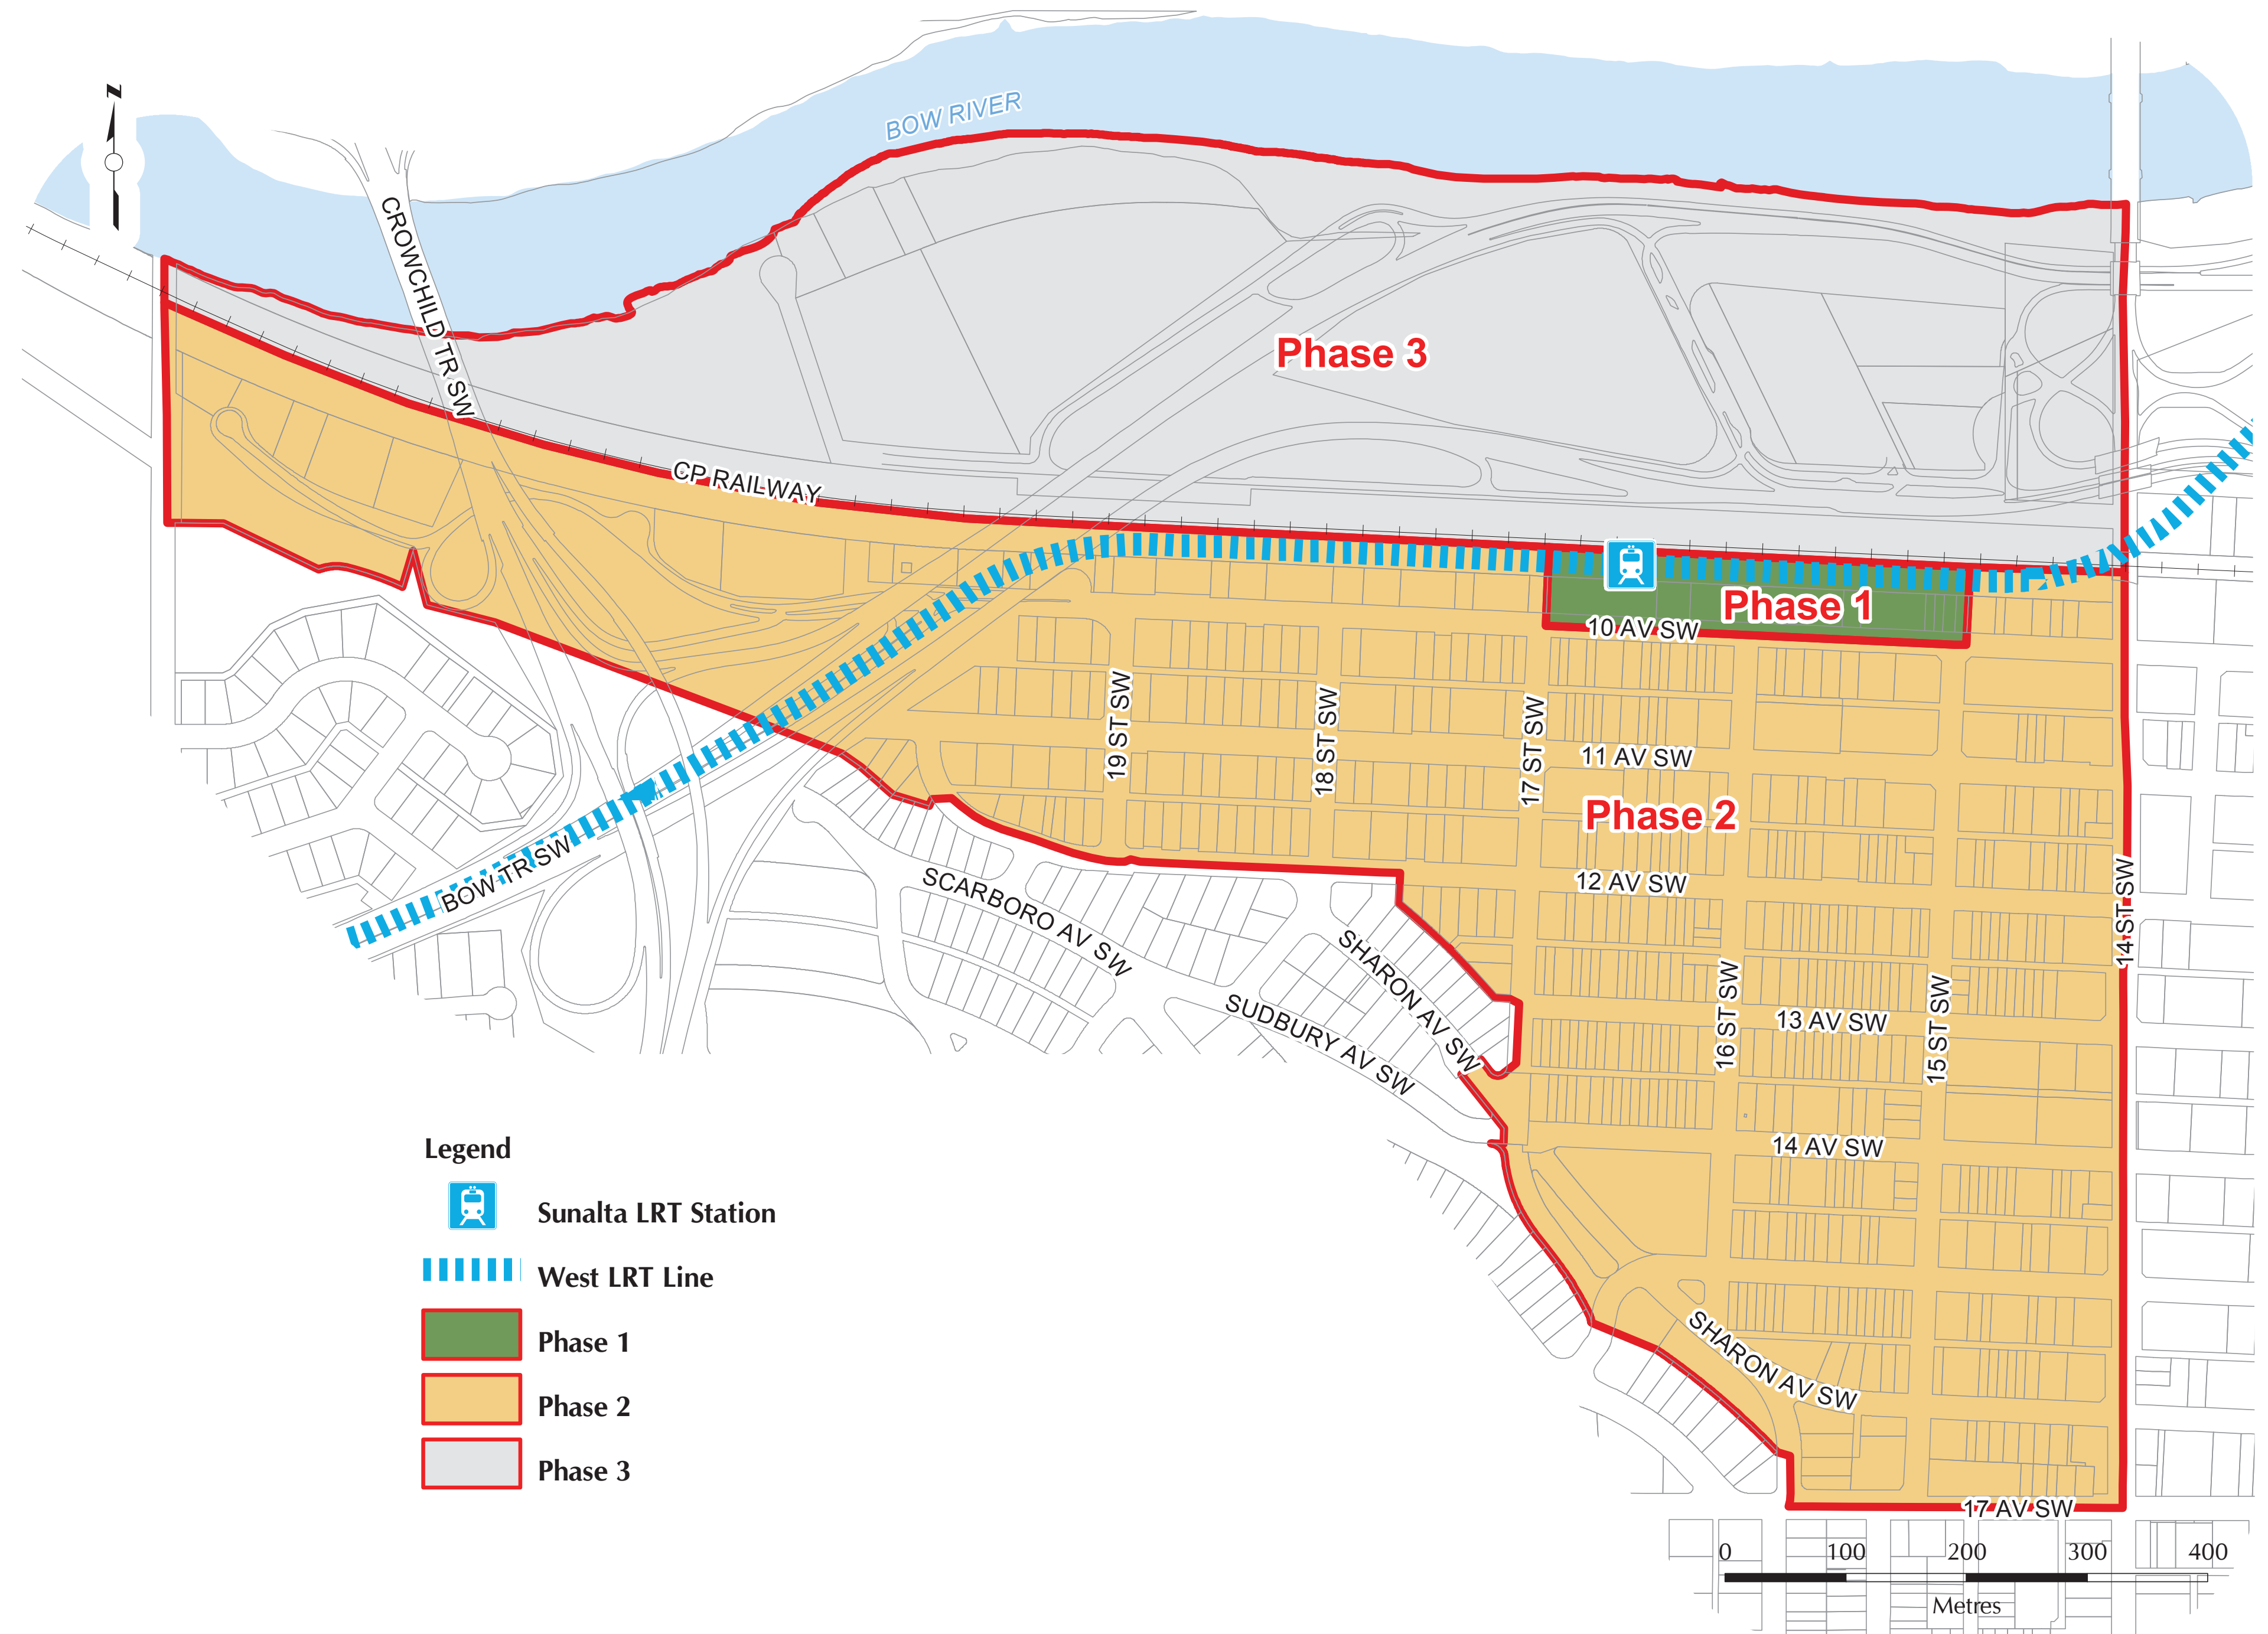 N
BOW RIVER
CROWCHILD TR SW
Phase 3
CP RAILWAY
Phase 1
10 AV SW
19 ST SW
18 ST SW
17 ST SW
11 AV SW
Phase 2
12 AV SW
14 ST SW
BOW TR SW
SCARBORO AV SW
SHARON AV SW
SUDBURY AV SW
16 ST SW
13 AV SW
15 ST SW
14 AV SW
SHARON AV SW
17 AV SW
Legend
Sunalta LRT Station
West LRT Line
Phase 1
Phase 2
Phase 3
0 100 200 300 400
Metres